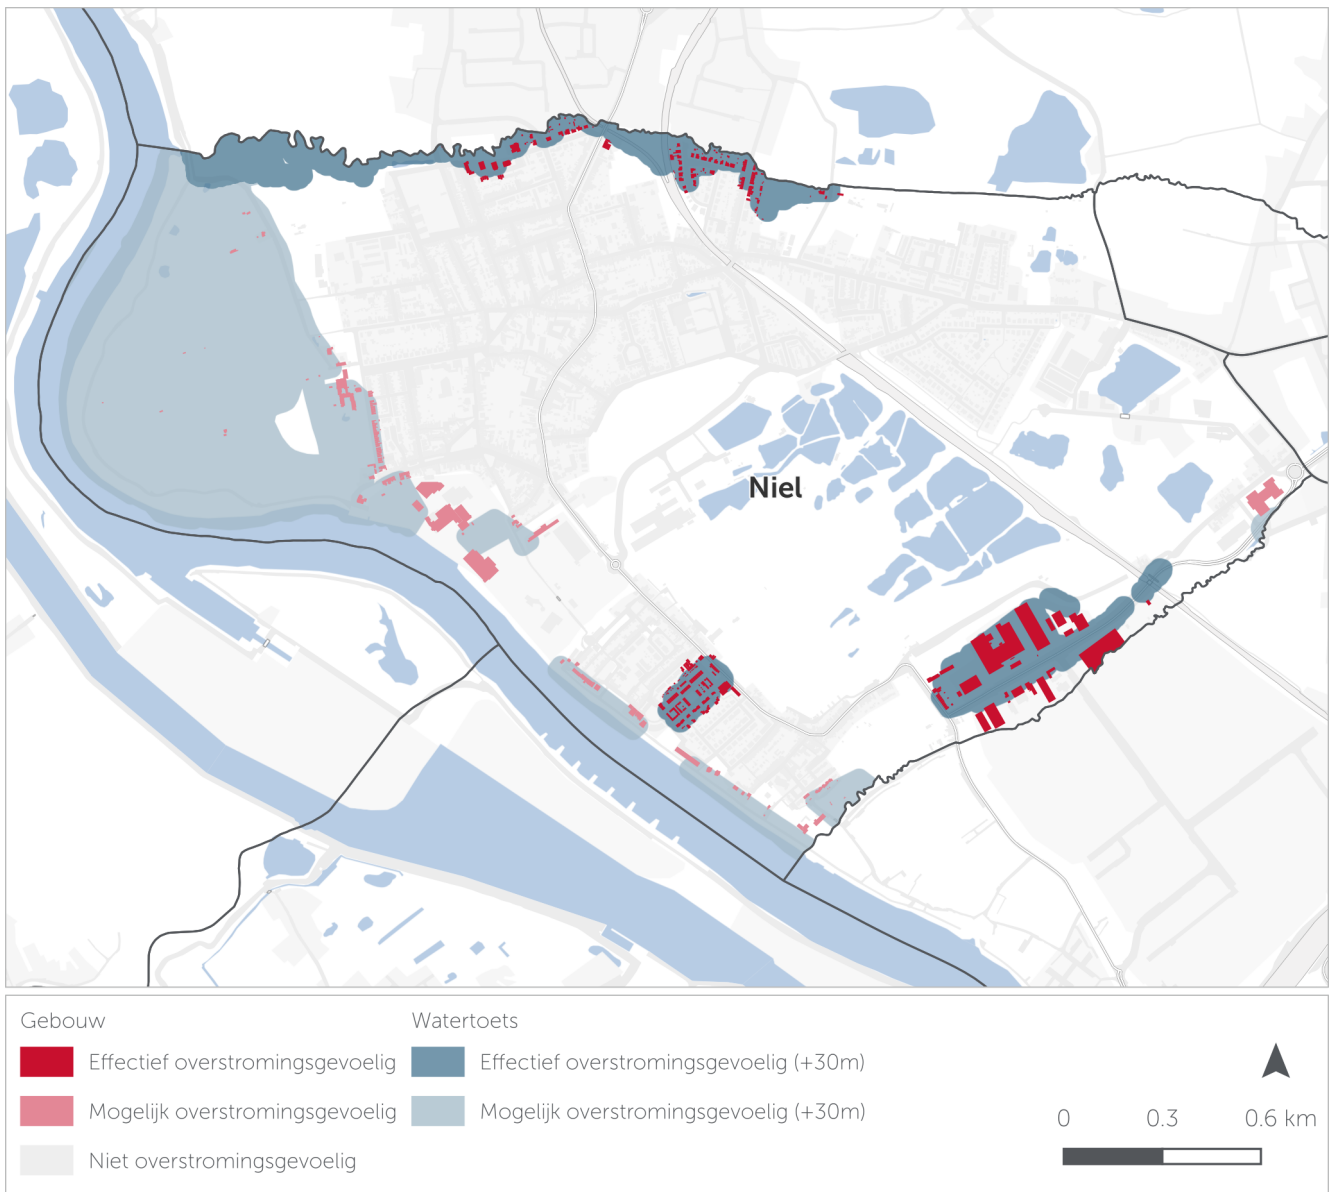 Niel
Gebouw
Watertoets
Effectief overstromingsgevoelig
Effectief overstromingsgevoelig (+30m)
Mogelijk overstromingsgevoelig
Mogelijk overstromingsgevoelig (+30m)
Niet overstromingsgevoelig
0 0.3 0.6 km